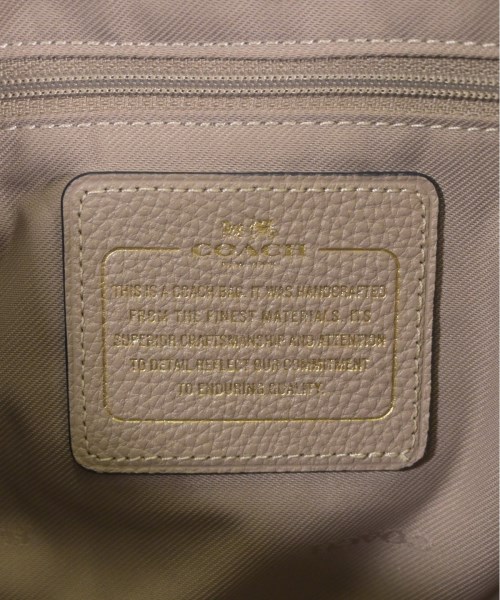 COACH
NEW YORK
THIS IS A COACH BAG. IT WAS HANDCRAFTED
FROM THE FINEST MATERIALS. ITS
SUPERIOR CRAFTSMANSHIP AND ATTENTION
TO DETAIL REFLECT OUR COMMITMENT
TO ENDURING QUALITY.